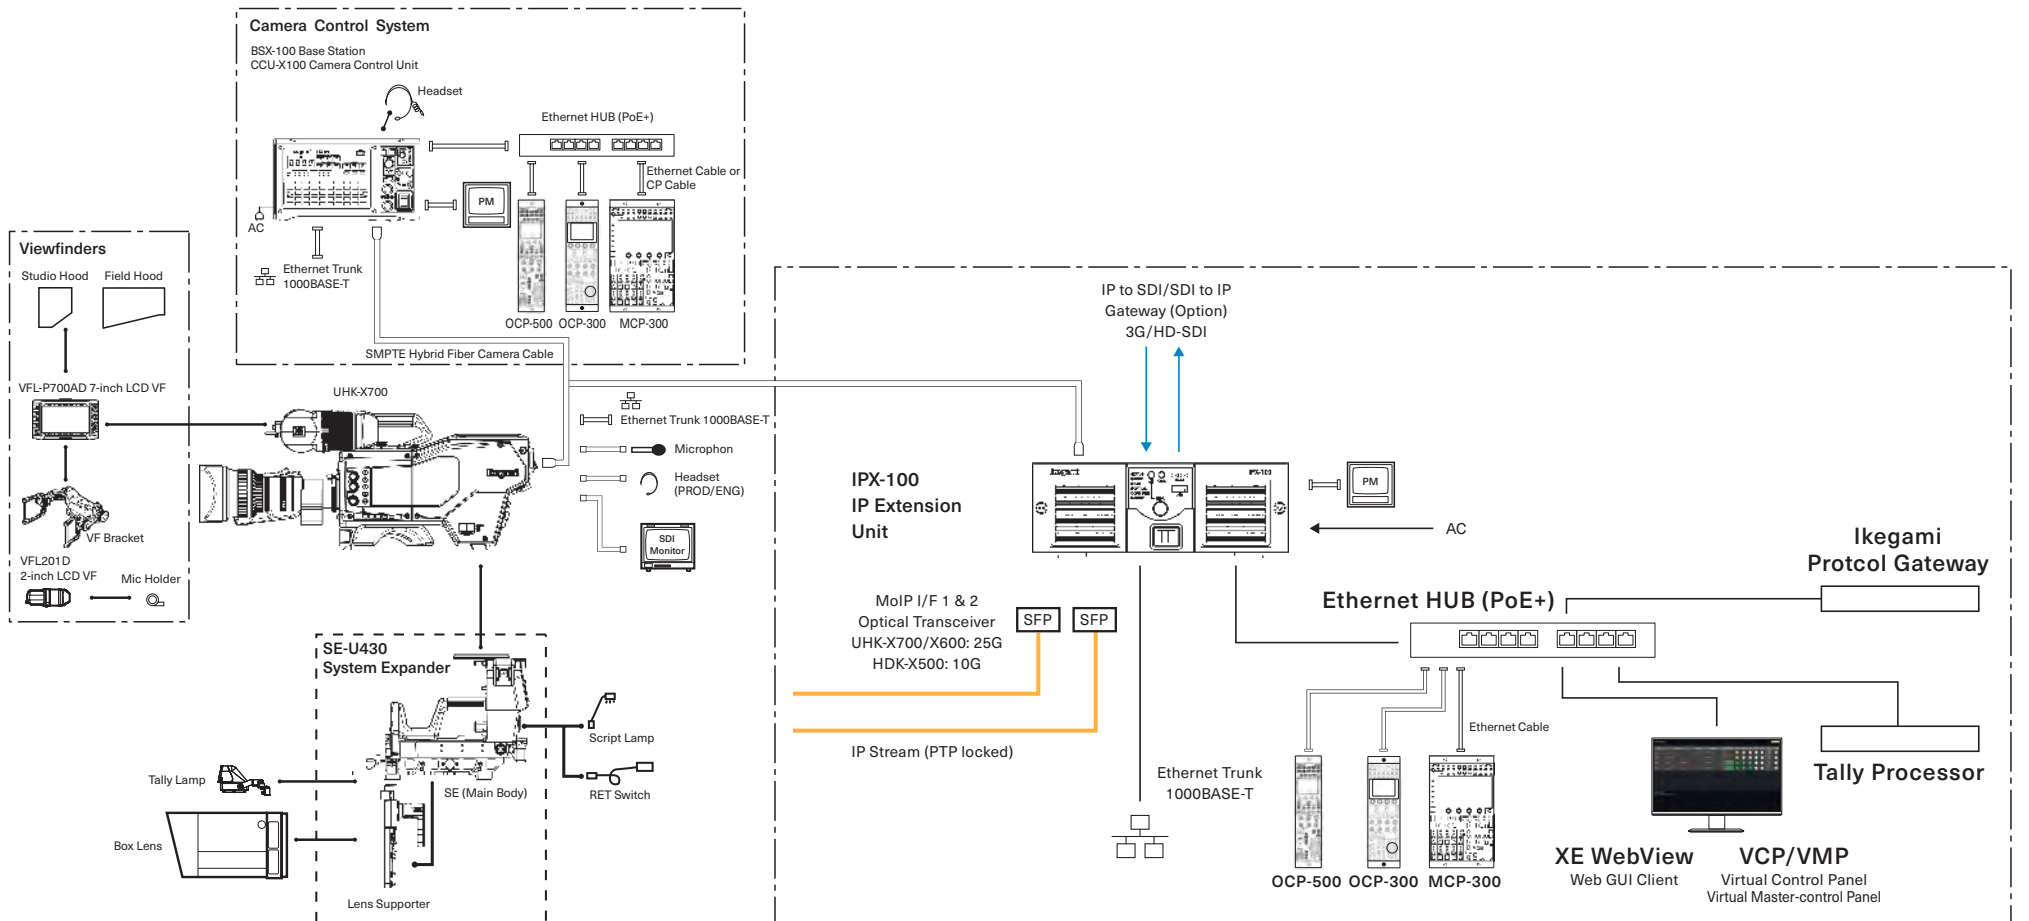 Camera Control System
BSX-100 Base Station
CCU-X100 Camera Control Unit
Headset
Ethernet HUB (PoE+)
Ethernet Cable or
CP Cable
PM
AC
Ethernet Trunk
1000BASE-T
OCP-500
OCP-300
MCP-300
SMPTE Hybrid Fiber Camera Cable
Viewfinders
Studio Hood
Field Hood
VFL-P700AD 7-inch LCD VF
VF Bracket
VFL201D
2-inch LCD VF
Mic Holder
UHK-X700
Ikegami
Ethernet Trunk 1000BASE-T
Microphon
Headset
(PROD/ENG)
SDI
Monitor
SE-U430
System Expander
Script Lamp
RET Switch
Tally Lamp
SE (Main Body)
Box Lens
Lens Supporter
IP to SDI/SDI to IP
Gateway (Option)
3G/HD-SDI
IPX-100
IP Extension
Unit
Ikegami
IPX-100
PM
AC
MoIP I/F 1 & 2
Optical Transceiver
UHK-X700/X600: 25G
HDK-X500: 10G
SFP
SFP
IP Stream (PTP locked)
Ethernet Trunk
1000BASE-T
Ikegami
Protcol Gateway
Ethernet HUB (PoE+)
Ethernet Cable
Tally Processor
OCP-500
OCP-300
MCP-300
XE WebView
Web GUI Client
VCP/VMP
Virtual Control Panel
Virtual Master-control Panel